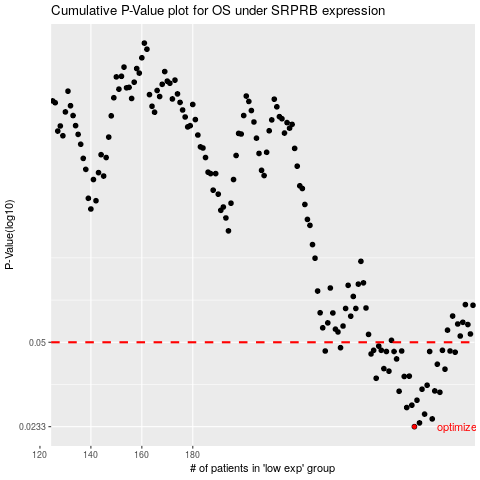 Cumulative P-Value plot for OS under SRPRB expression
P-Value(log10)
0.05
0.0233
optimize
120 140 160 180
# of patients in 'low exp' group